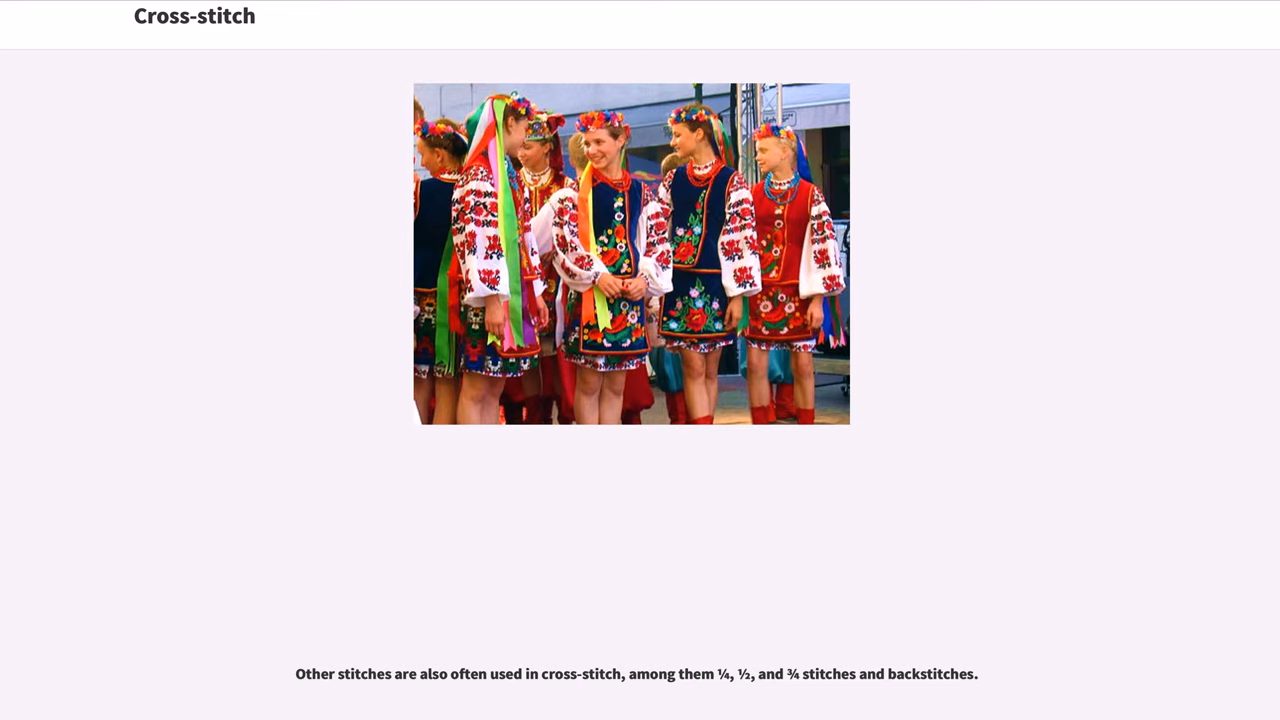 Cross-stitch
Other stitches are also often used in cross-stitch, among them ¼, ½, and ¾ stitches and backstitches.